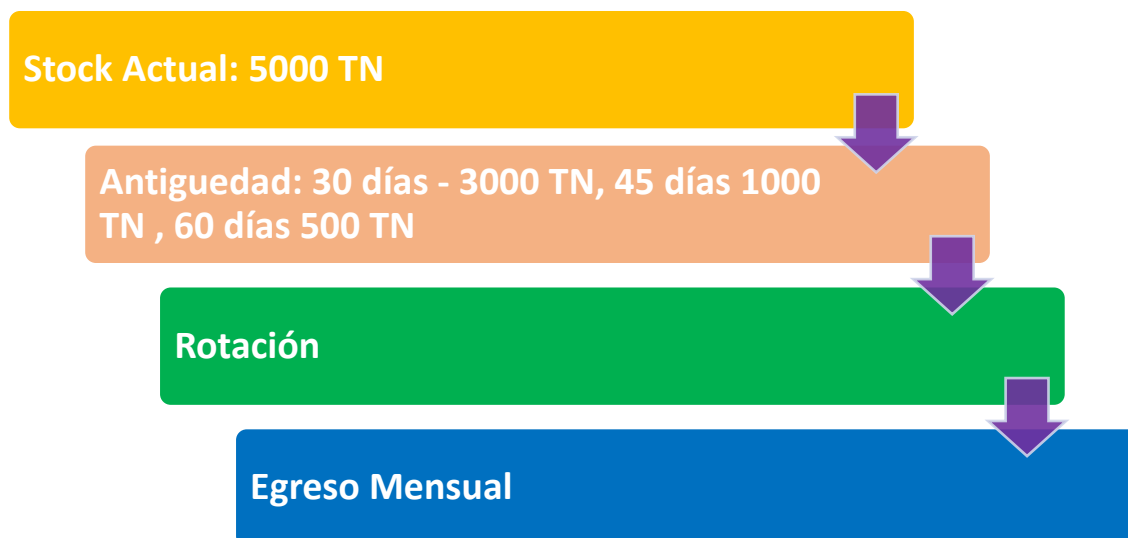 Stock Actual: 5000 TN
Antiguedad: 30 días - 3000 TN, 45 días 1000
TN , 60 días 500 TN
Rotación
Egreso Mensual